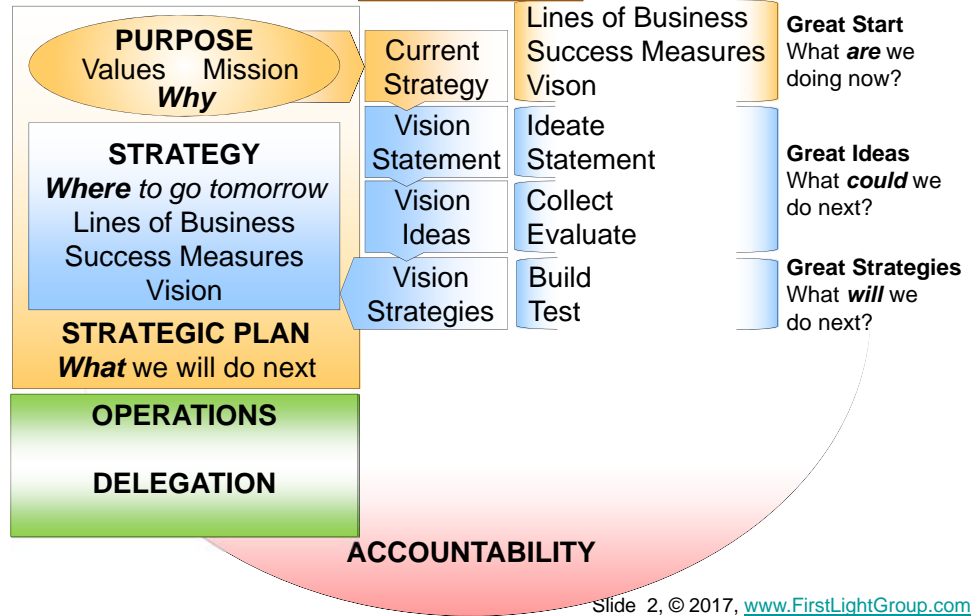 PURPOSE
Values Mission
Why
STRATEGY
Where to go tomorrow
Lines of Business
Success Measures
Vision
STRATEGIC PLAN
What we will do next
OPERATIONS
DELEGATION
Current
Strategy
Lines of Business
Success Measures
Vison
Great Start
What are we
doing now?
Vision
Statement
Ideate
Statement
Vision
Ideas
Collect
Evaluate
Great Ideas
What could we
do next?
Vision
Strategies
Build
Test
Great Strategies
What will we
do next?
ACCOUNTABILITY
Slide 2, © 2017, www.FirstLightGroup.com